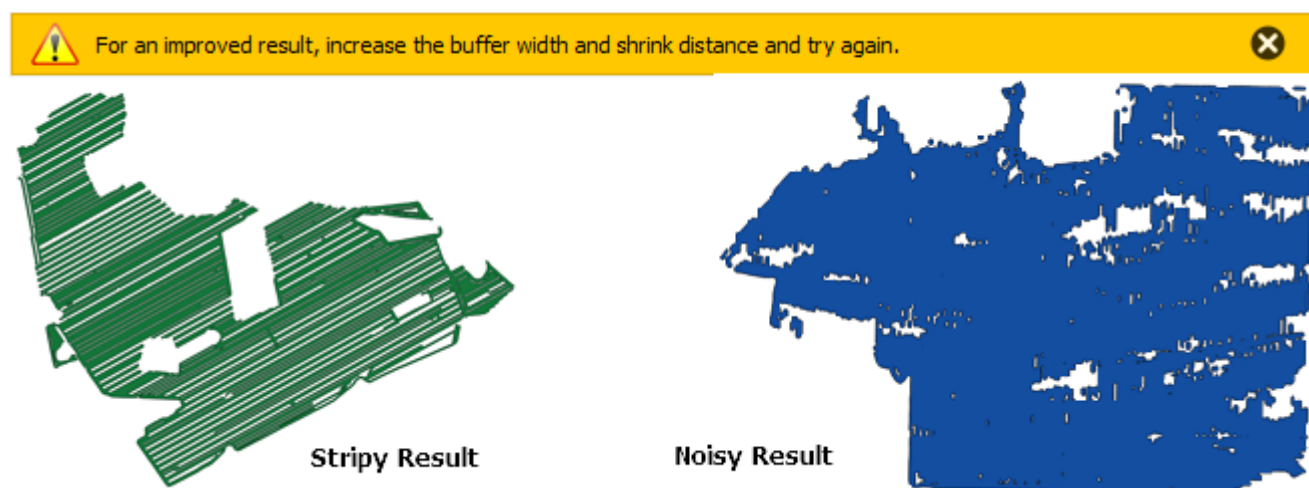 For an improved result, increase the buffer width and shrink distance and try again.
Stripy Result
Noisy Result